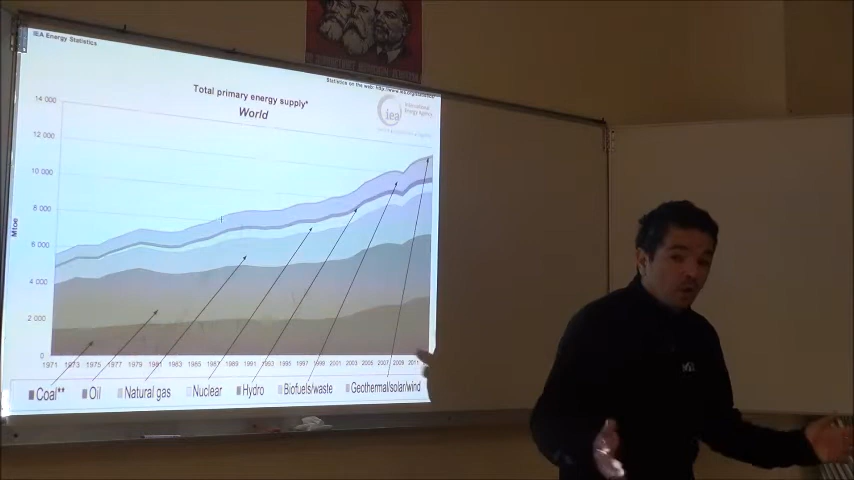 IEA Energy Statistics
Statistics on the web: http://www.iea.org/statistics/
Total primary energy supply*
World
iea
International
Energy Agency
14 000
12 000
10 000
8 000
6 000
4 000
2 000
0
Mtoe
1971 1973 1975 1977 1979 1981 1983 1985 1987 1989 1991 1993 1995 1997 1999 2001 2003 2005 2007 2009 2011
Coal** Oil Natural gas Nuclear Hydro Biofuels/waste Geothermal/solar/wind